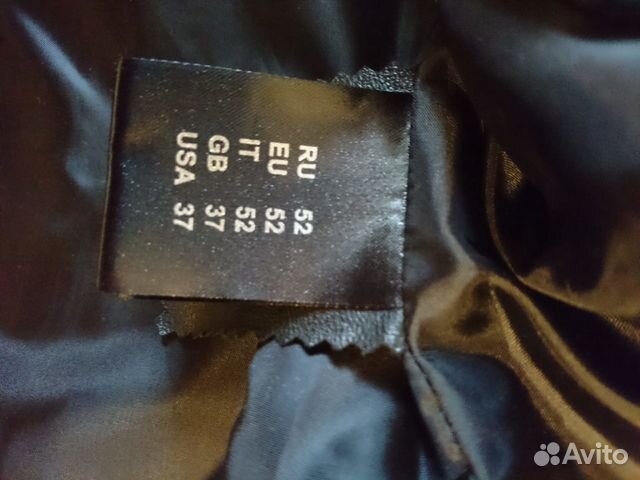 RU 52
EU 52
IT 52
GB 37
USA 37
Avito